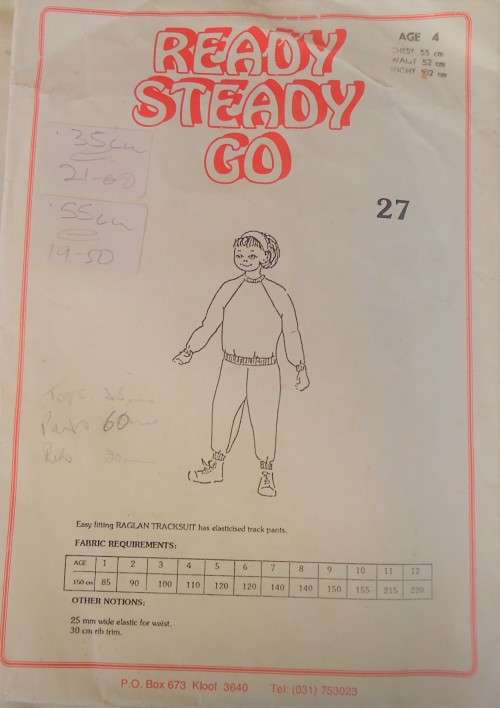 AGE 4
CHEST 55 cm
WAIST 52 cm
HEIGHT 102 cm
READY
STEADY
GO
.35cm
21-60
.55cm
19-50
27
Tops
Pants 60
Easy fitting RAGLAN TRACKSUIT has elasticised track pants.
FABRIC REQUIREMENTS:
AGE 1 2 3 4 5 6 7 8 9 10 11 12
150 cm 85 90 100 110 120 120 140 140 150 155 215 220
OTHER NOTIONS:
25 mm wide elastic for waist.
30 cm rib trim.
P.O. Box 673 Kloof 3640 Tel: (031) 753023